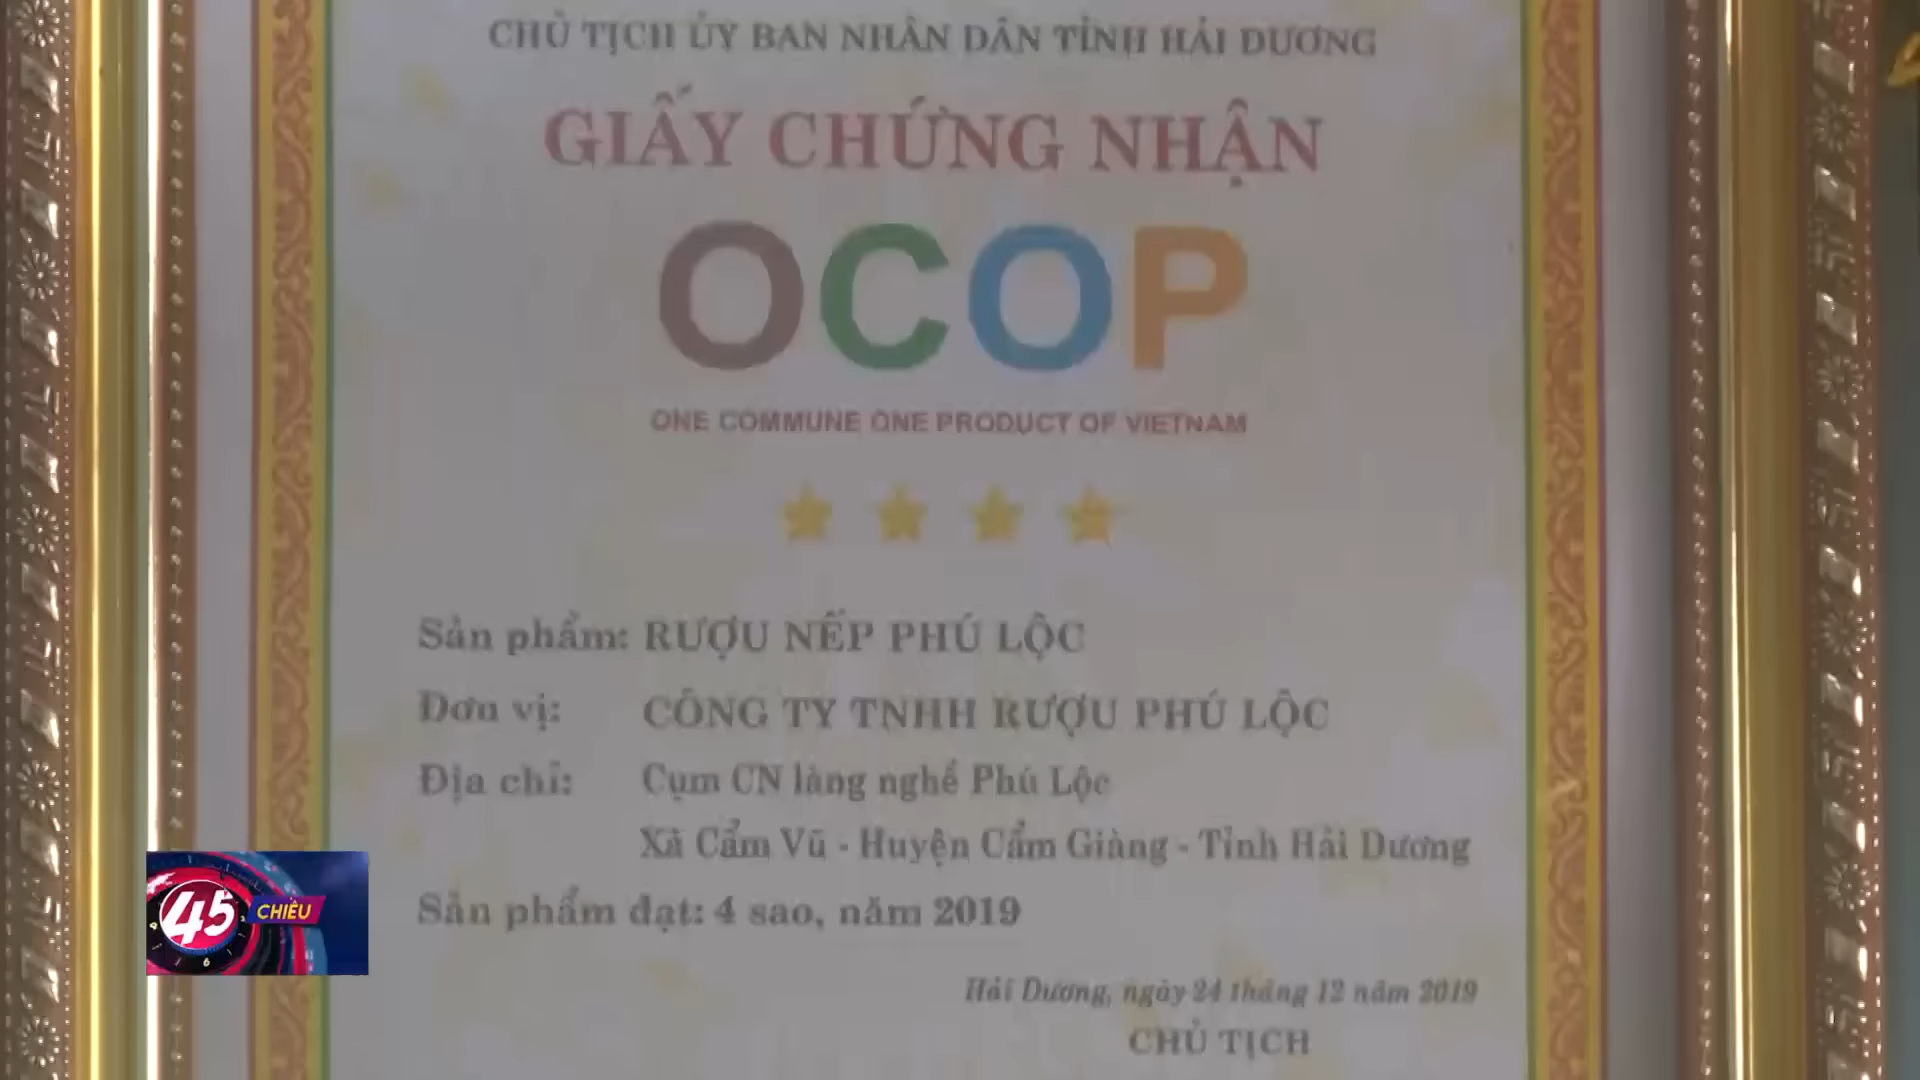 CHỦ TỊCH ỦY BAN NHÂN DÂN TỈNH HẢI DƯƠNG
GIẤY CHỨNG NHẬN
OCOP
ONE COMMUNE ONE PRODUCT OF VIETNAM
Sản phẩm: RƯỢU NẾP PHÚ LỘC
Đơn vị: CÔNG TY TNHH RƯỢU PHÚ LỘC
Địa chỉ: Cụm CN làng nghề Phú Lộc
Xã Cẩm Vũ - Huyện Cẩm Giàng - Tỉnh Hải Dương
Sản phẩm đạt: 4 sao, năm 2019
Hải Dương, ngày 24 tháng 12 năm 2019
CHỦ TỊCH
45 CHIỀU